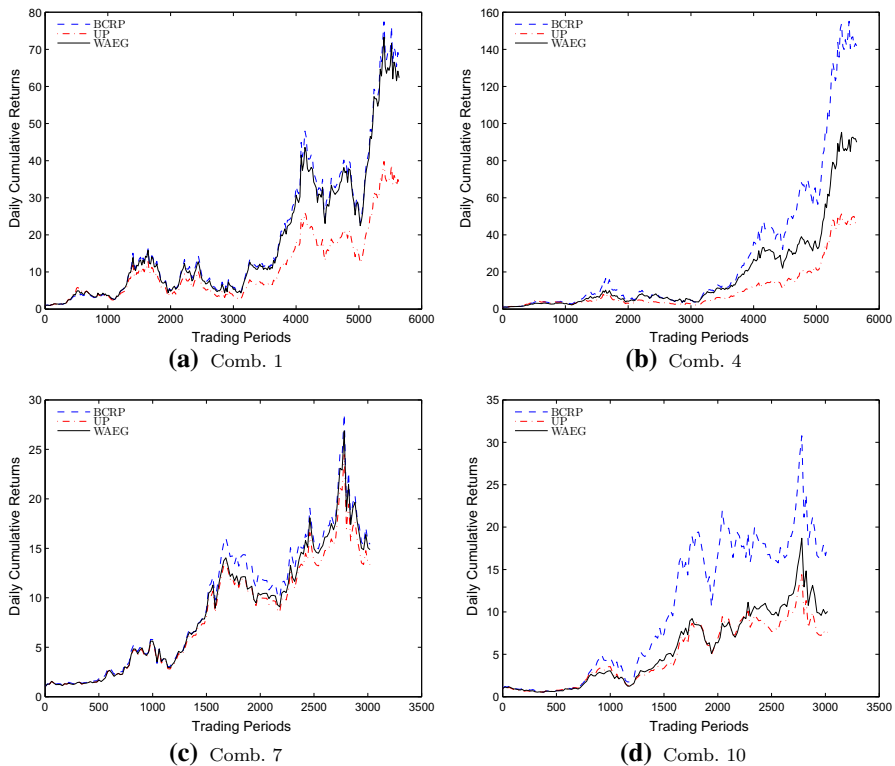 80
70
60
50
40
30
20
10
0
Daily Cumulative Returns
BCRP
UP
WAEG
0 1000 2000 3000 4000 5000 6000
Trading Periods
(a) Comb. 1
160
140
120
100
80
60
40
20
0
Daily Cumulative Returns
BCRP
UP
WAEG
0 1000 2000 3000 4000 5000 6000
Trading Periods
(b) Comb. 4
30
25
20
15
10
5
0
Daily Cumulative Returns
BCRP
UP
WAEG
0 500 1000 1500 2000 2500 3000 3500
Trading Periods
(c) Comb. 7
35
30
25
20
15
10
5
0
Daily Cumulative Returns
BCRP
UP
WAEG
0 500 1000 1500 2000 2500 3000 3500
Trading Periods
(d) Comb. 10